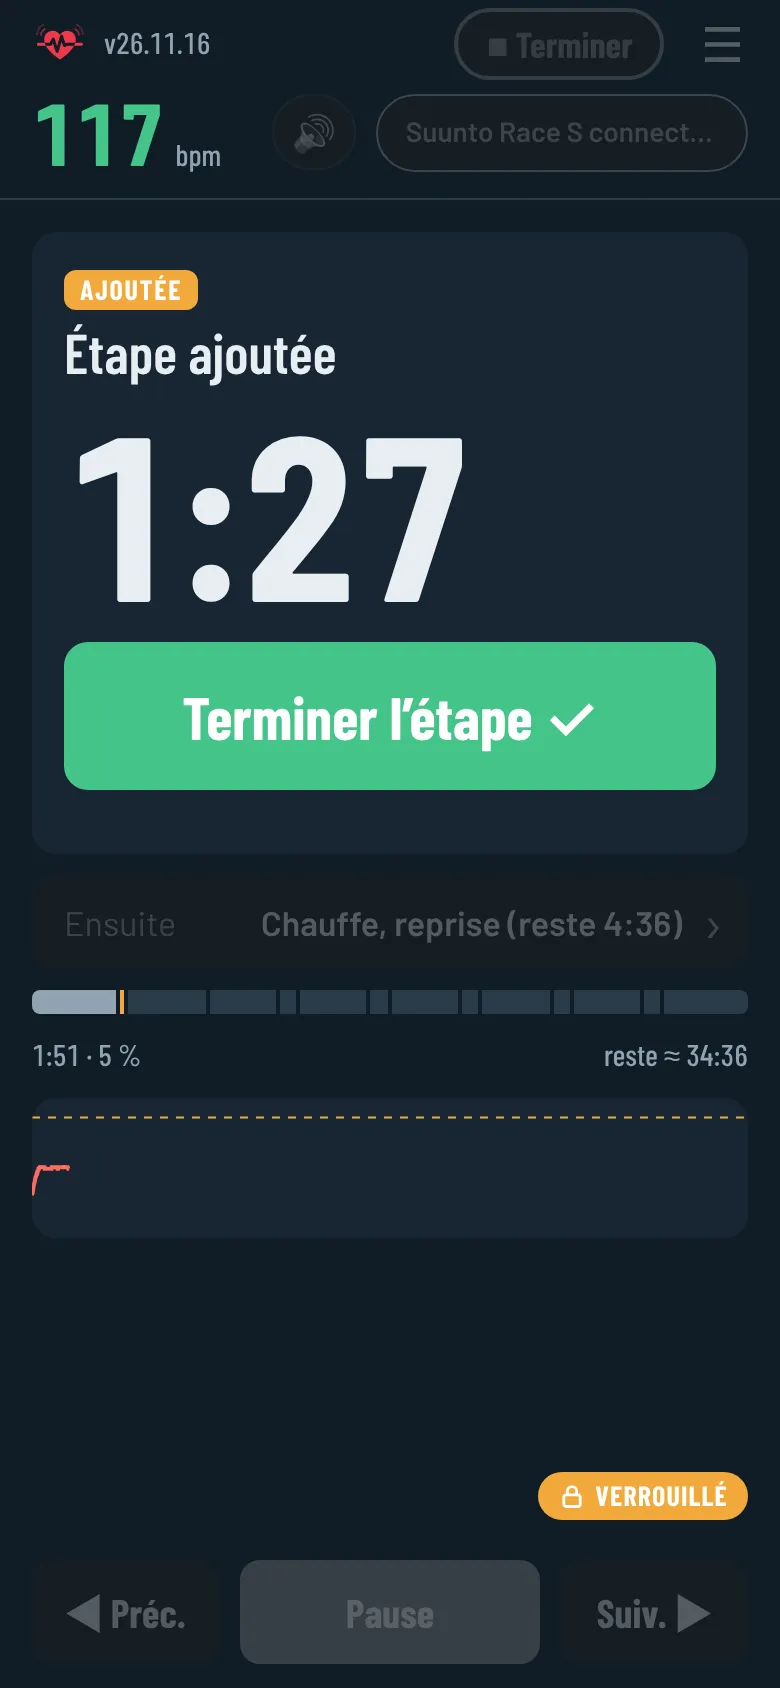 v26.11.16
■ Terminer
117 bpm
Suunto Race S connect...
AJOUTÉE
Étape ajoutée
1:27
Terminer l’étape ✓
Ensuite
Chauffe, reprise (reste 4:36) ›
1:51 · 5 %
reste ≈ 34:36
VERROUILLÉ
◀ Préc.
Pause
Suiv. ▶